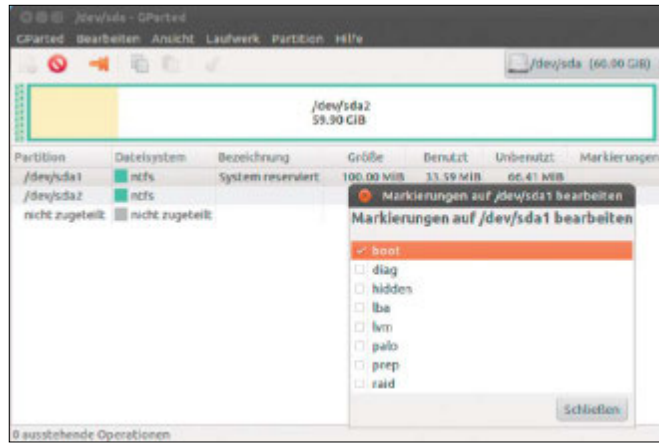 /dev/sda - GParted
GParted Bearbeiten Ansicht Laufwerk Partition Hilfe
/dev/sda (60.00 GiB)
/dev/sda2
59.90 GiB
Partition Dateisystem Bezeichnung Größe Benutzt Unbenutzt Markierungen
/dev/sda1 ntfs System reserviert 100.00 MiB 33.59 MiB 66.41 MiB
/dev/sda2 ntfs
nicht zugeteilt nicht zugeteilt
Markierungen auf /dev/sda1 bearbeiten
Markierungen auf /dev/sda1 bearbeiten
boot
diag
hidden
lba
lvm
palo
prep
raid
Schließen
0 ausstehende Operationen